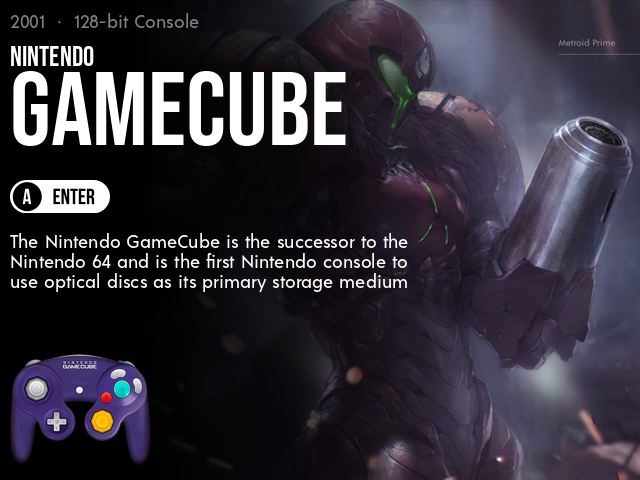 2001 · 128-bit Console
Metroid Prime
NINTENDO
GAMECUBE
A ENTER
The Nintendo GameCube is the successor to the
Nintendo 64 and is the first Nintendo console to
use optical discs as its primary storage medium
NINTENDO
GAMECUBE